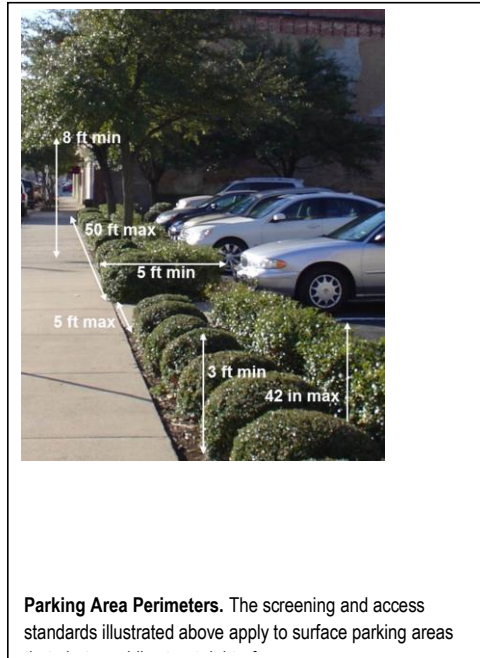 8 ft min
50 ft max
5 ft min
5 ft max
3 ft min
42 in max
Parking Area Perimeters. The screening and access
standards illustrated above apply to surface parking areas